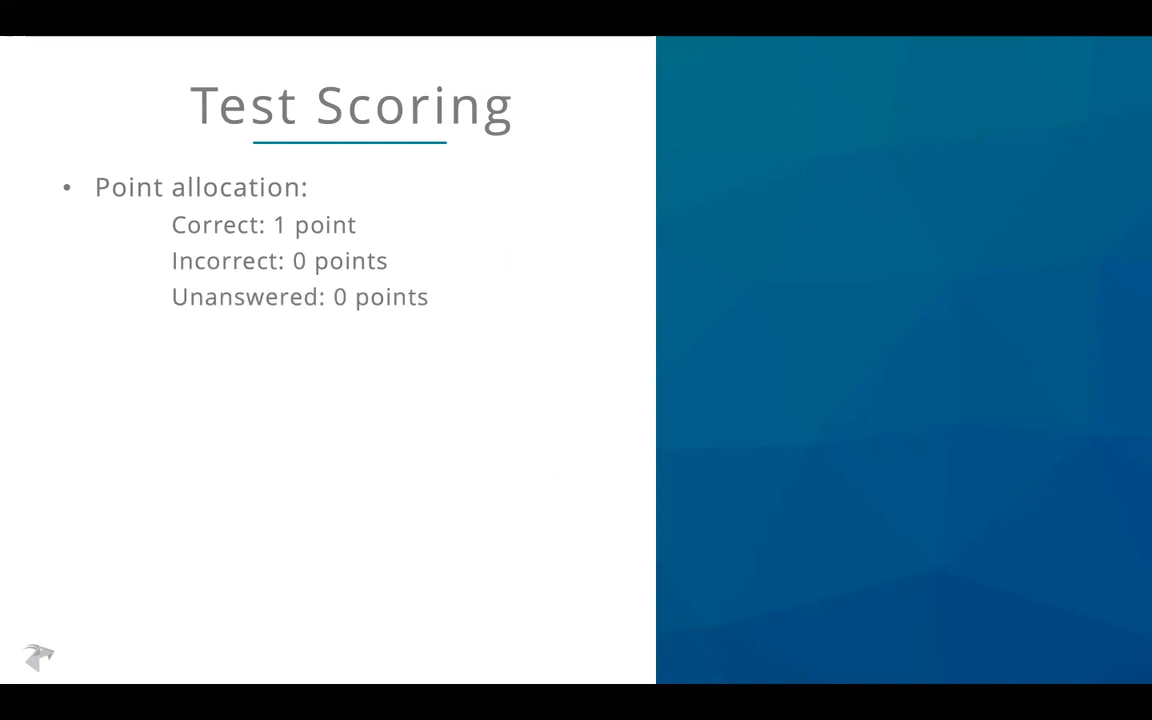 Test Scoring
• Point allocation:
Correct: 1 point
Incorrect: 0 points
Unanswered: 0 points